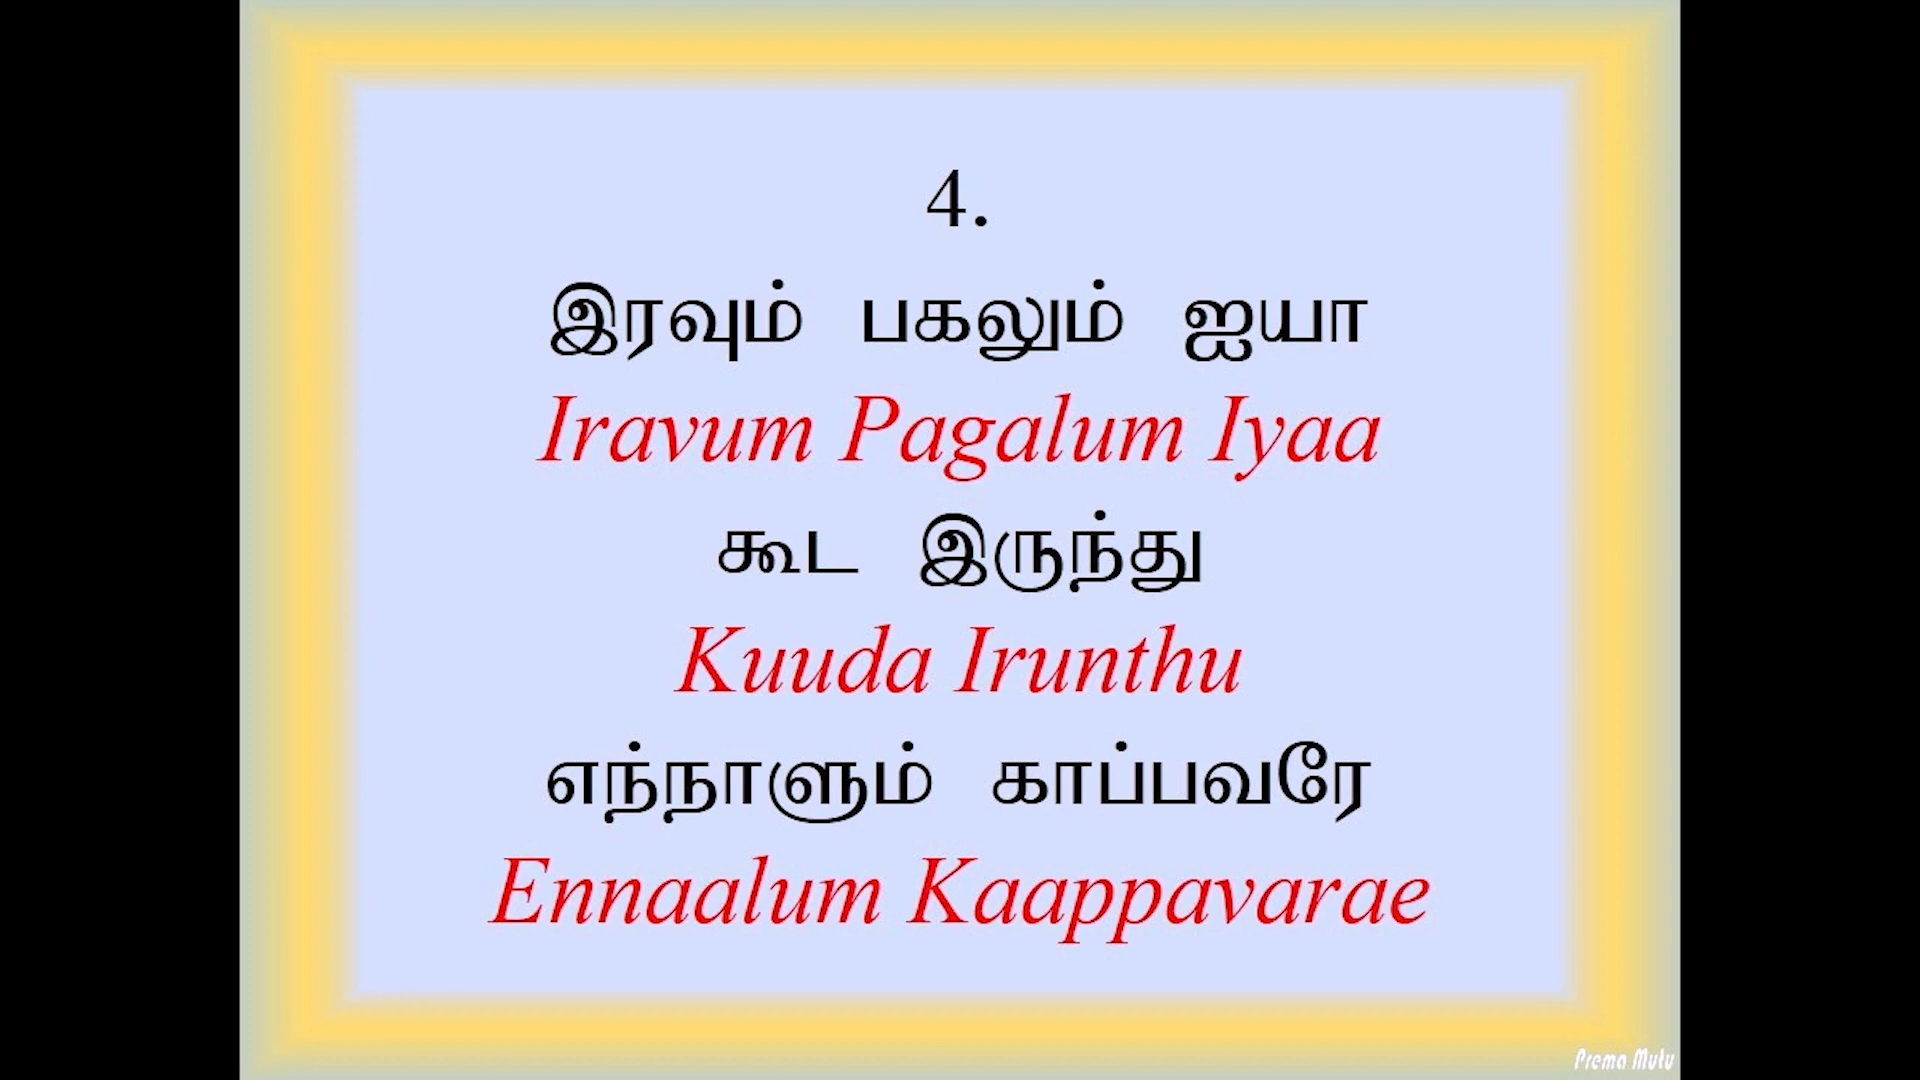 4.
இரவும் பகலும் ஐயா
Iravum Pagalum Iyaa
கூட இருந்து
Kuuda Irunthu
எந்நாளும் காப்பவரே
Ennaalum Kaappavarae
Prema Mutu